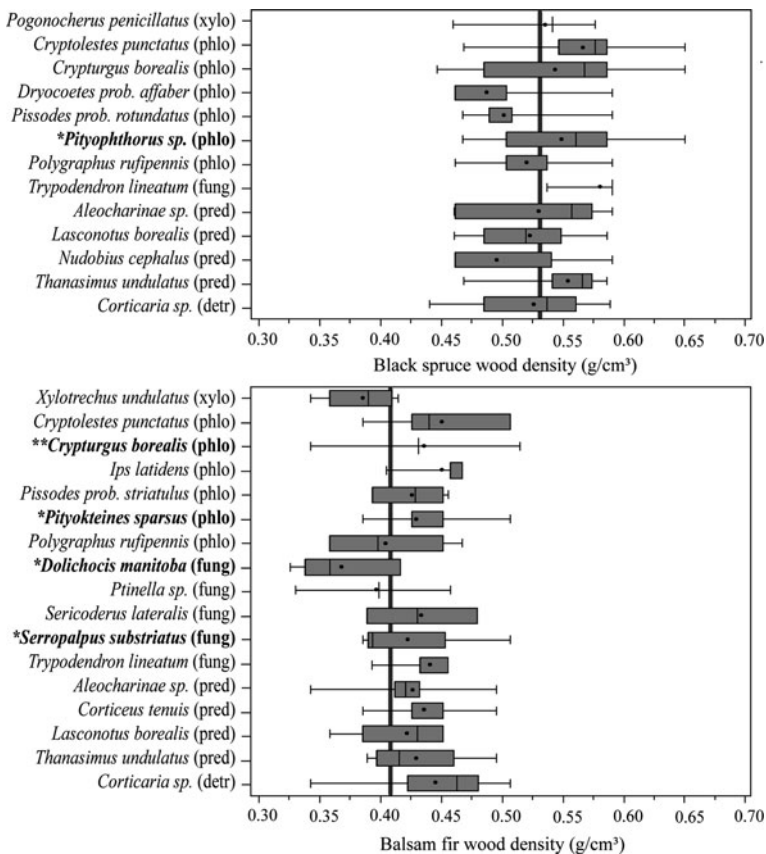 Pogonocherus penicillatus (xylo)
Cryptolestes punctatus (phlo)
Crypturgus borealis (phlo)
Dryocoetes prob. affaber (phlo)
Pissodes prob. rotundatus (phlo)
*Pityophthorus sp. (phlo)
Polygraphus rufipennis (phlo)
Trypodendron lineatum (fung)
Aleocharinae sp. (pred)
Lasconotus borealis (pred)
Nudobius cephalus (pred)
Thanasimus undulatus (pred)
Corticaria sp. (detr)
0.30 0.35 0.40 0.45 0.50 0.55 0.60 0.65 0.70
Black spruce wood density (g/cm³)
Xylotrechus undulatus (xylo)
Cryptolestes punctatus (phlo)
**Crypturgus borealis (phlo)
Ips latidens (phlo)
Pissodes prob. striatulus (phlo)
*Pityokteines sparsus (phlo)
Polygraphus rufipennis (phlo)
*Dolichocis manitoba (fung)
Ptinella sp. (fung)
Sericoderus lateralis (fung)
*Serropalpus substriatus (fung)
Trypodendron lineatum (fung)
Aleocharinae sp. (pred)
Corticeus tenuis (pred)
Lasconotus borealis (pred)
Thanasimus undulatus (pred)
Corticaria sp. (detr)
0.30 0.35 0.40 0.45 0.50 0.55 0.60 0.65 0.70
Balsam fir wood density (g/cm³)